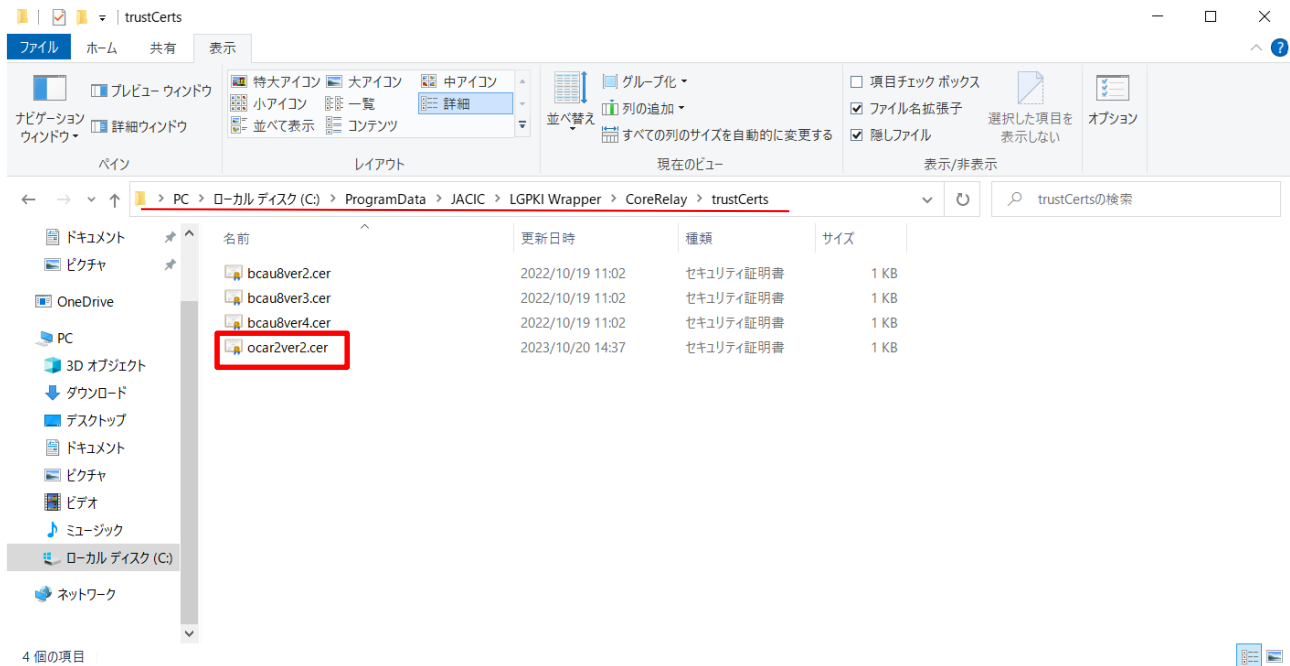 trustCerts
ファイル ホーム 共有 表示
ナビゲーション ウィンドウ
プレビュー ウィンドウ
詳細ウィンドウ
ペイン
特大アイコン 大アイコン 中アイコン
小アイコン 一覧 詳細
並べて表示 コンテンツ
レイアウト
並べ替え
グループ化
列の追加
すべての列のサイズを自動的に変更する
現在のビュー
項目チェック ボックス
ファイル名拡張子
隠しファイル
選択した項目を
表示しない
オプション
表示/非表示
PC > ローカル ディスク (C:) > ProgramData > JACIC > LGPKI Wrapper > CoreRelay > trustCerts
trustCertsの検索
ドキュメント
ピクチャ
OneDrive
PC
3D オブジェクト
ダウンロード
デスクトップ
ドキュメント
ピクチャ
ビデオ
ミュージック
ローカル ディスク (C:)
ネットワーク
名前 更新日時 種類 サイズ
bcau8ver2.cer 2022/10/19 11:02 セキュリティ証明書 1 KB
bcau8ver3.cer 2022/10/19 11:02 セキュリティ証明書 1 KB
bcau8ver4.cer 2022/10/19 11:02 セキュリティ証明書 1 KB
ocar2ver2.cer 2023/10/20 14:37 セキュリティ証明書 1 KB
4 個の項目